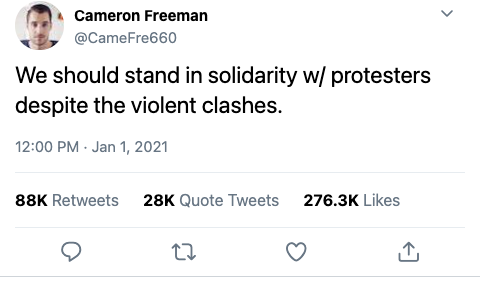 Cameron Freeman
@CameFre660
We should stand in solidarity w/ protesters
despite the violent clashes.
12:00 PM · Jan 1, 2021
88K Retweets 28K Quote Tweets 276.3K Likes